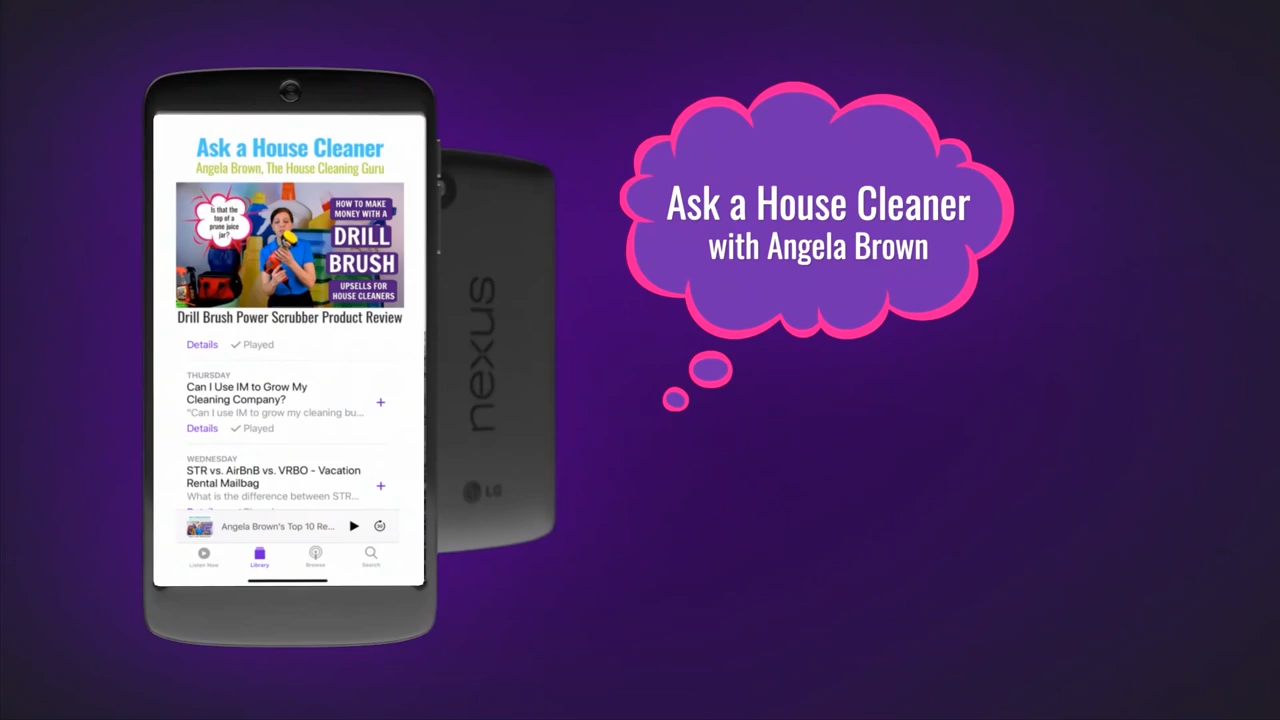 Ask a House Cleaner
Angela Brown, The House Cleaning Guru
Is that the
top of a
prune juice
jar?
HOW TO MAKE
MONEY WITH A
DRILL
BRUSH
UPSELLS FOR
HOUSE CLEANERS
Drill Brush Power Scrubber Product Review
Details ✓ Played
THURSDAY
Can I Use IM to Grow My
Cleaning Company?
"Can I use IM to grow my cleaning bu...
Details ✓ Played
WEDNESDAY
STR vs. AirBnB vs. VRBO - Vacation
Rental Mailbag
What is the difference between STR...
Angela Brown's Top 10 Re...
Listen Now Library Browse Search
nexus
LG
Ask a House Cleaner
with Angela Brown